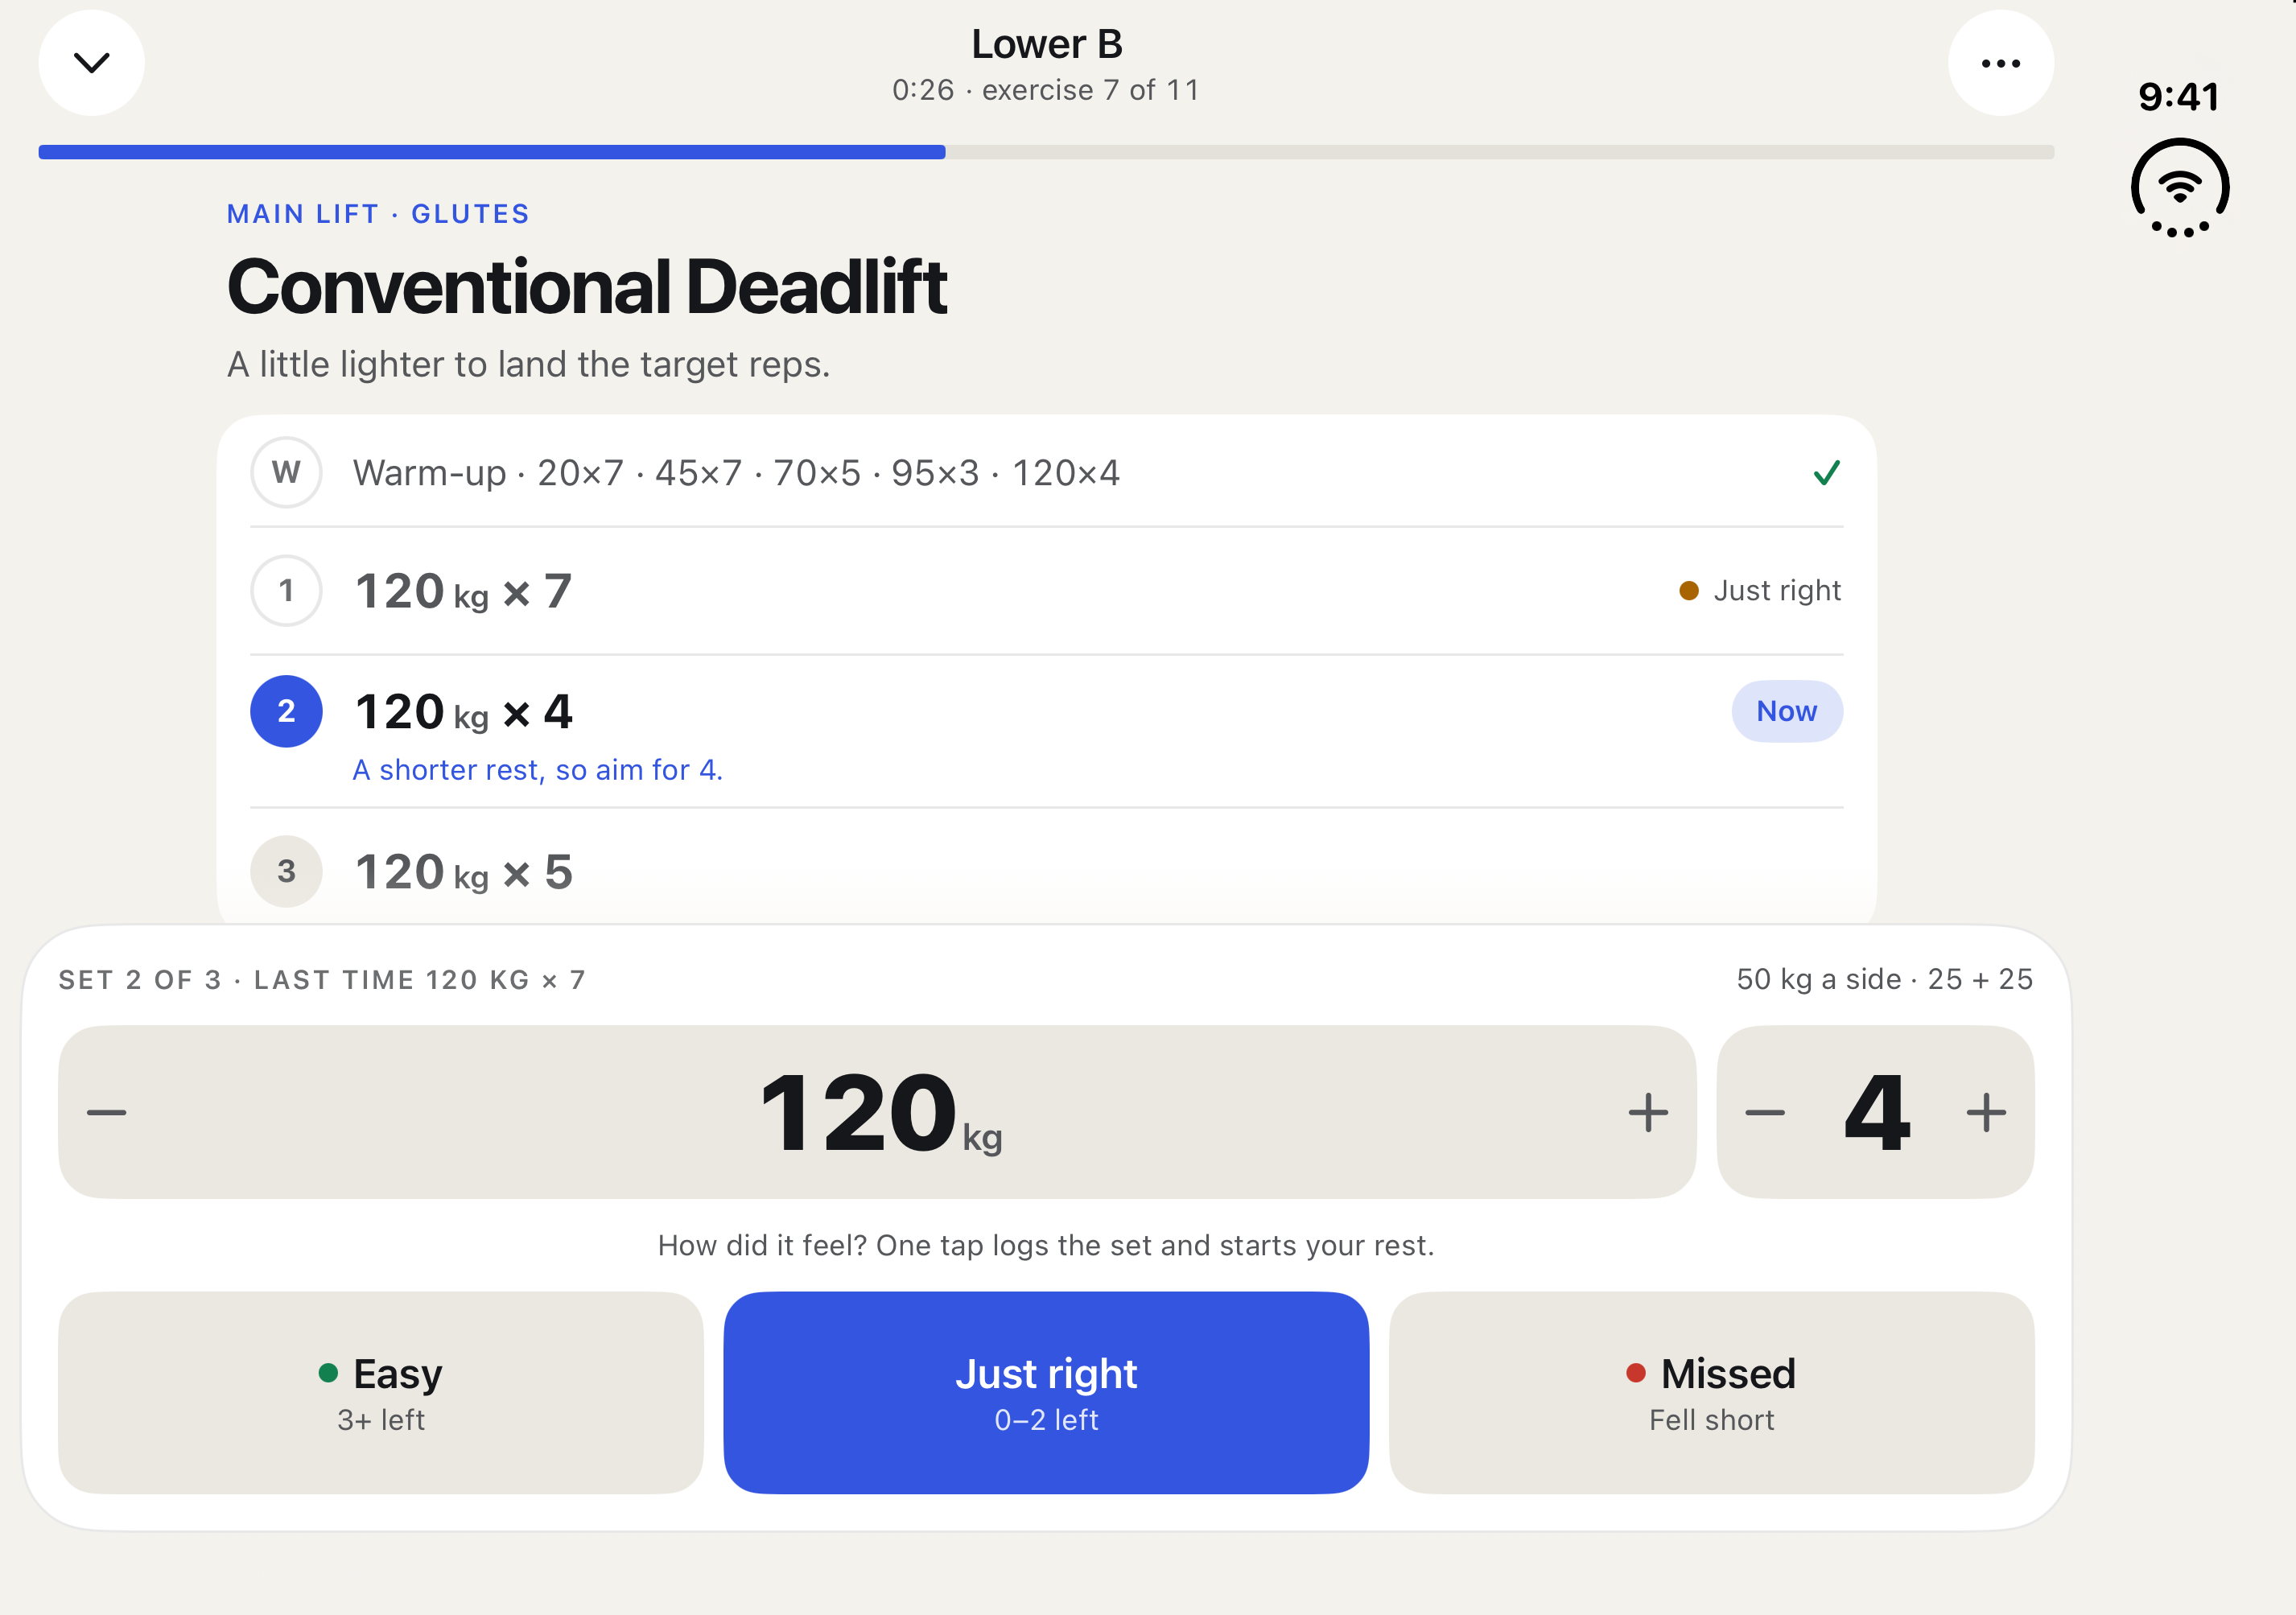 Lower B
0:26 · exercise 7 of 11
9:41
MAIN LIFT · GLUTES
Conventional Deadlift
A little lighter to land the target reps.
W Warm-up · 20×7 · 45×7 · 70×5 · 95×3 · 120×4
1 120 kg × 7 Just right
2 120 kg × 4 Now
A shorter rest, so aim for 4.
3 120 kg × 5
SET 2 OF 3 · LAST TIME 120 KG × 7 50 kg a side · 25 + 25
− 120 kg + − 4 +
How did it feel? One tap logs the set and starts your rest.
Easy Just right Missed
3+ left 0–2 left Fell short